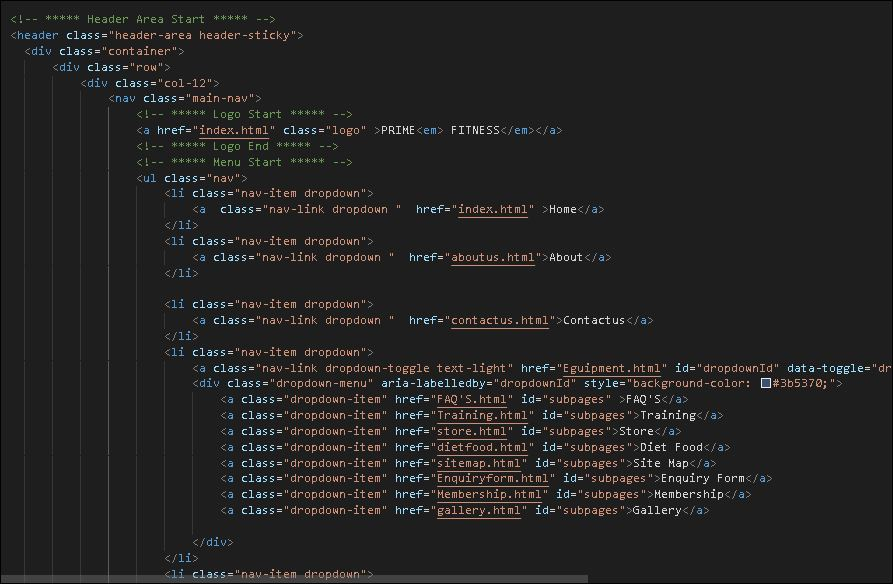 <!-- ***** Header Area Start ***** -->
<header class="header-area header-sticky">
<div class="container">
<div class="row">
<div class="col-12">
<nav class="main-nav">
<!-- ***** Logo Start ***** -->
<a href="index.html" class="logo" >PRIME<em> FITNESS</em></a>
<!-- ***** Logo End ***** -->
<!-- ***** Menu Start ***** -->
<ul class="nav">
<li class="nav-item dropdown">
<a  class="nav-link dropdown "  href="index.html" >Home</a>
</li>
<li class="nav-item dropdown">
<a class="nav-link dropdown "  href="aboutus.html">About</a>
</li>
<li class="nav-item dropdown">
<a class="nav-link dropdown "  href="contactus.html">Contactus</a>
</li>
<li class="nav-item dropdown">
<a class="nav-link dropdown-toggle text-light" href="Eguipment.html" id="dropdownId" data-toggle="dr
<div class="dropdown-menu" aria-labelledby="dropdownId" style="background-color: #3b5370;">
<a class="dropdown-item" href="FAQ'S.html" id="subpages" >FAQ'S</a>
<a class="dropdown-item" href="Training.html" id="subpages">Training</a>
<a class="dropdown-item" href="store.html" id="subpages">Store</a>
<a class="dropdown-item" href="dietfood.html" id="subpages">Diet Food</a>
<a class="dropdown-item" href="sitemap.html" id="subpages">Site Map</a>
<a class="dropdown-item" href="Enquiryform.html" id="subpages">Enquiry Form</a>
<a class="dropdown-item" href="Membership.html" id="subpages">Membership</a>
<a class="dropdown-item" href="gallery.html" id="subpages">Gallery</a>
</div>
</li>
<li class="nav-item dropdown">